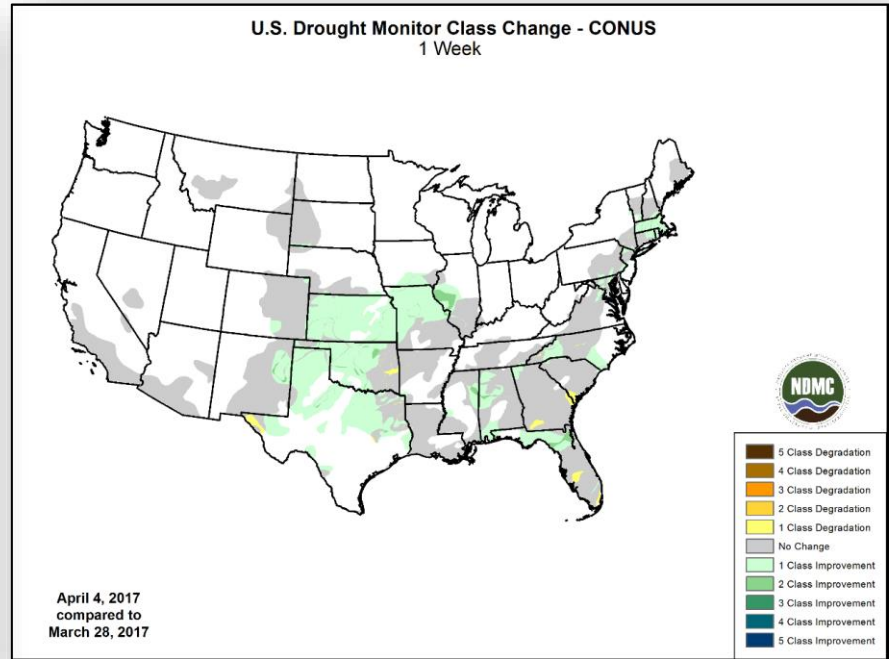 U.S. Drought Monitor Class Change - CONUS
1 Week
NDMC
5 Class Degradation
4 Class Degradation
3 Class Degradation
2 Class Degradation
1 Class Degradation
No Change
1 Class Improvement
2 Class Improvement
3 Class Improvement
4 Class Improvement
5 Class Improvement
April 4, 2017
compared to
March 28, 2017